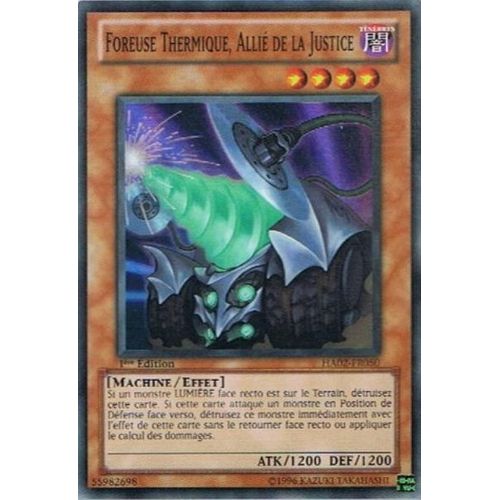 Foreuse Thermique, Allié de la Justice
TÉNÈBRES
闇
HA02-FR050
1ère Edition
[Machine/Effet]
Si un monstre LUMIÈRE face recto est sur le Terrain, détruisez
cette carte. Si cette carte attaque un monstre en Position de
Défense face verso, détruisez ce monstre immédiatement avec
l'effet de cette carte sans le retourner face recto ou appliquer
le calcul des dommages.
ATK/1200 DEF/1200
55982698
©1996 KAZUKI TAKAHASHI